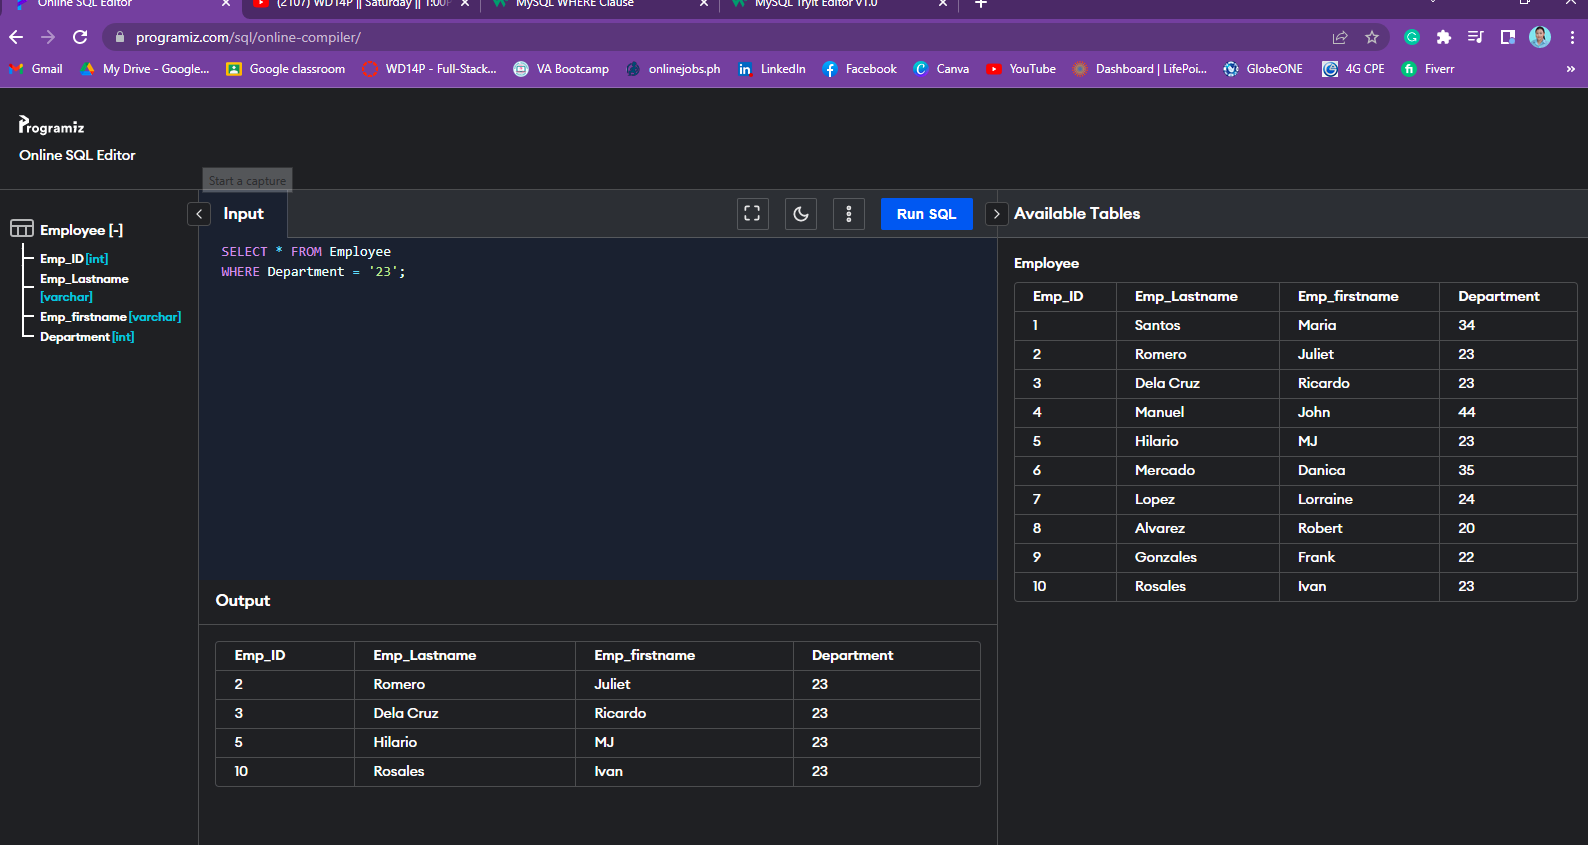 Online SQL Editor
(2107) WD14P || Saturday || 1:00P
MySQL WHERE Clause
MySQL Tryit Editor v1.0
programiz.com/sql/online-compiler/
Gmail
My Drive - Google...
Google classroom
WD14P - Full-Stack...
VA Bootcamp
onlinejobs.ph
LinkedIn
Facebook
Canva
YouTube
Dashboard | LifePoi...
GlobeONE
4G CPE
Fiverr
»
Programiz
Online SQL Editor
Start a capture
Employee [-]
Emp_ID [int]
Emp_Lastname
[varchar]
Emp_firstname [varchar]
Department [int]
Input
Run SQL
SELECT * FROM Employee
WHERE Department = '23';
Output
Emp_ID Emp_Lastname Emp_firstname Department
2 Romero Juliet 23
3 Dela Cruz Ricardo 23
5 Hilario MJ 23
10 Rosales Ivan 23
Available Tables
Employee
Emp_ID Emp_Lastname Emp_firstname Department
1 Santos Maria 34
2 Romero Juliet 23
3 Dela Cruz Ricardo 23
4 Manuel John 44
5 Hilario MJ 23
6 Mercado Danica 35
7 Lopez Lorraine 24
8 Alvarez Robert 20
9 Gonzales Frank 22
10 Rosales Ivan 23